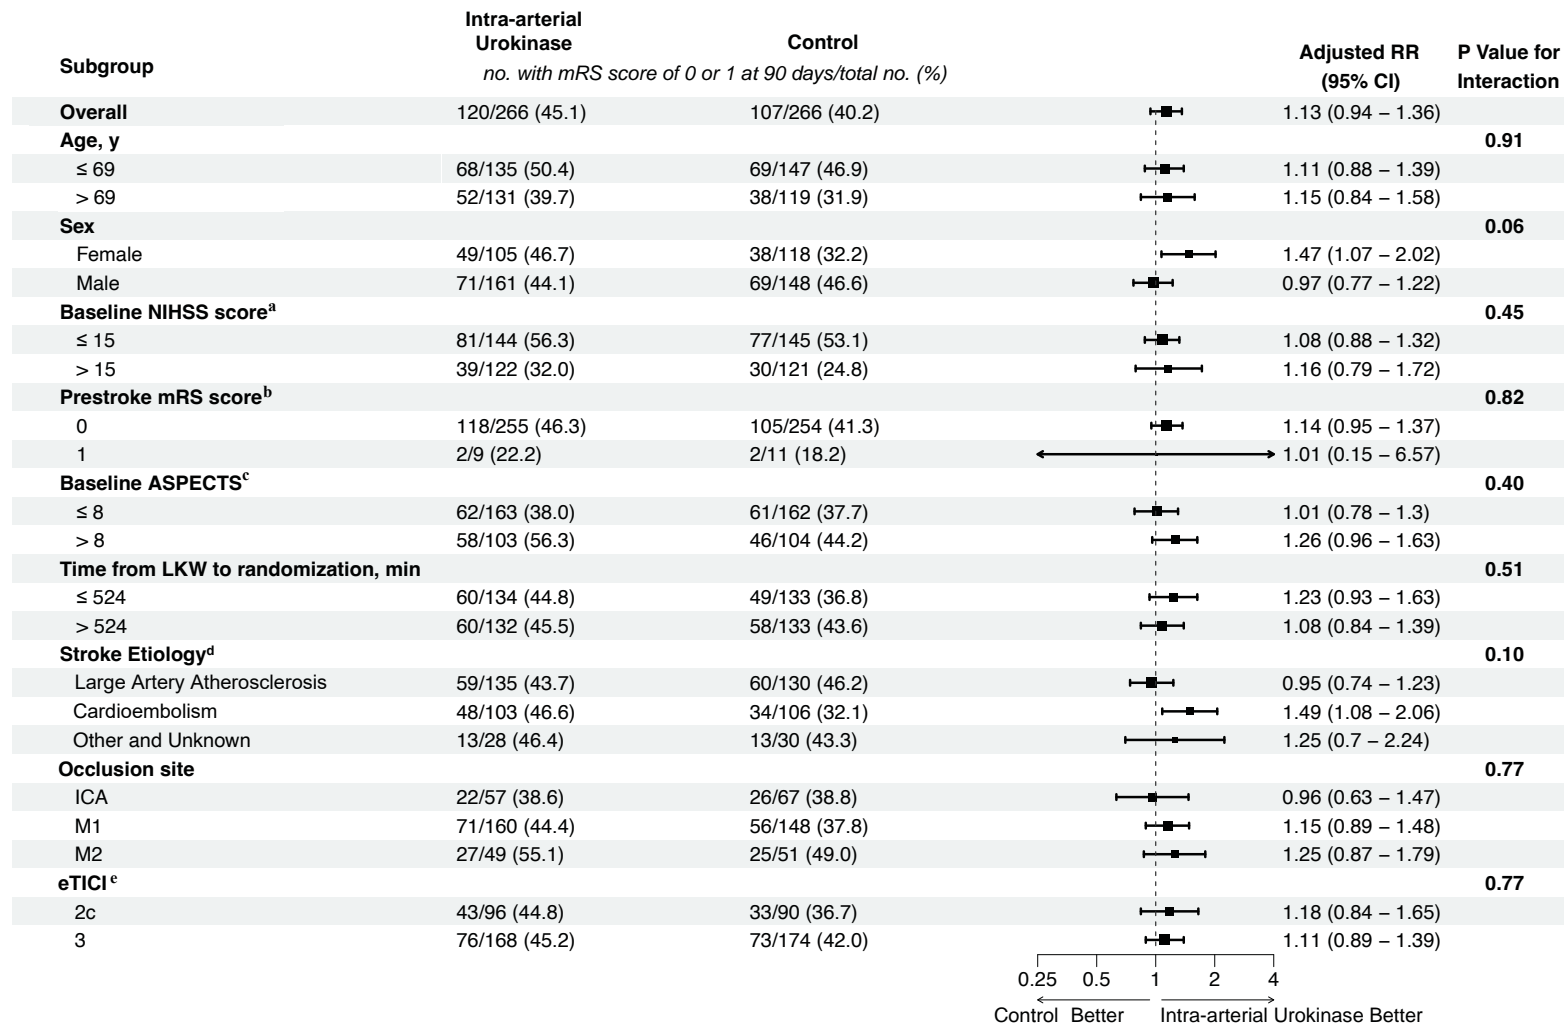 Intra-arterial
Urokinase Control
Subgroup no. with mRS score of 0 or 1 at 90 days/total no. (%) Adjusted RR P Value for
(95% CI) Interaction
Overall 120/266 (45.1) 107/266 (40.2) 1.13 (0.94 – 1.36)
Age, y 0.91
≤ 69 68/135 (50.4) 69/147 (46.9) 1.11 (0.88 – 1.39)
> 69 52/131 (39.7) 38/119 (31.9) 1.15 (0.84 – 1.58)
Sex 0.06
Female 49/105 (46.7) 38/118 (32.2) 1.47 (1.07 – 2.02)
Male 71/161 (44.1) 69/148 (46.6) 0.97 (0.77 – 1.22)
Baseline NIHSS scoreᵃ 0.45
≤ 15 81/144 (56.3) 77/145 (53.1) 1.08 (0.88 – 1.32)
> 15 39/122 (32.0) 30/121 (24.8) 1.16 (0.79 – 1.72)
Prestroke mRS scoreᵇ 0.82
0 118/255 (46.3) 105/254 (41.3) 1.14 (0.95 – 1.37)
1 2/9 (22.2) 2/11 (18.2) 1.01 (0.15 – 6.57)
Baseline ASPECTSᶜ 0.40
≤ 8 62/163 (38.0) 61/162 (37.7) 1.01 (0.78 – 1.3)
> 8 58/103 (56.3) 46/104 (44.2) 1.26 (0.96 – 1.63)
Time from LKW to randomization, min 0.51
≤ 524 60/134 (44.8) 49/133 (36.8) 1.23 (0.93 – 1.63)
> 524 60/132 (45.5) 58/133 (43.6) 1.08 (0.84 – 1.39)
Stroke Etiologyᵈ 0.10
Large Artery Atherosclerosis 59/135 (43.7) 60/130 (46.2) 0.95 (0.74 – 1.23)
Cardioembolism 48/103 (46.6) 34/106 (32.1) 1.49 (1.08 – 2.06)
Other and Unknown 13/28 (46.4) 13/30 (43.3) 1.25 (0.7 – 2.24)
Occlusion site 0.77
ICA 22/57 (38.6) 26/67 (38.8) 0.96 (0.63 – 1.47)
M1 71/160 (44.4) 56/148 (37.8) 1.15 (0.89 – 1.48)
M2 27/49 (55.1) 25/51 (49.0) 1.25 (0.87 – 1.79)
eTICI ᵉ 0.77
2c 43/96 (44.8) 33/90 (36.7) 1.18 (0.84 – 1.65)
3 76/168 (45.2) 73/174 (42.0) 1.11 (0.89 – 1.39)
0.25 0.5 1 2 4
Control Better Intra-arterial Urokinase Better